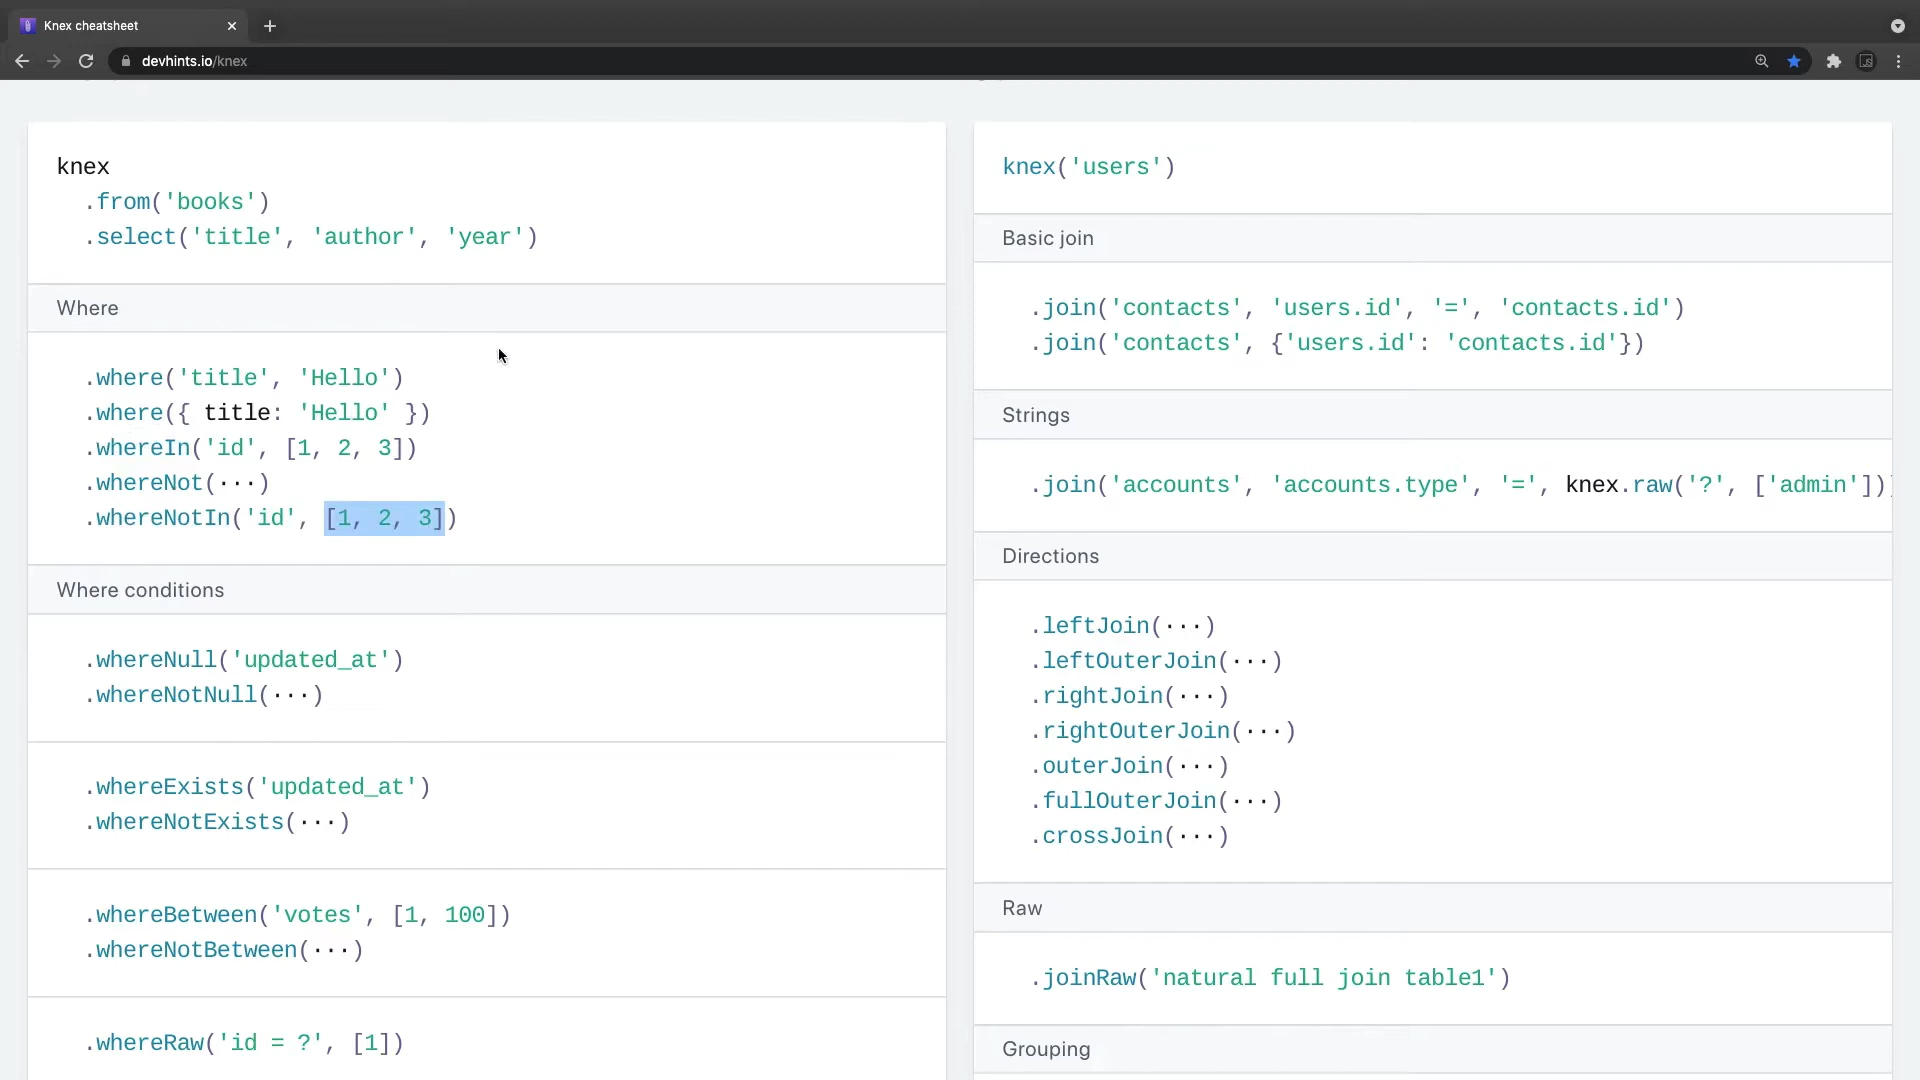 Knex cheatsheet
devhints.io/knex
knex
.from('books')
.select('title', 'author', 'year')
Where
.where('title', 'Hello')
.where({ title: 'Hello' })
.whereIn('id', [1, 2, 3])
.whereNot(···)
.whereNotIn('id', [1, 2, 3])
Where conditions
.whereNull('updated_at')
.whereNotNull(···)
.whereExists('updated_at')
.whereNotExists(···)
.whereBetween('votes', [1, 100])
.whereNotBetween(···)
.whereRaw('id = ?', [1])
knex('users')
Basic join
.join('contacts', 'users.id', '=', 'contacts.id')
.join('contacts', {'users.id': 'contacts.id'})
Strings
.join('accounts', 'accounts.type', '=', knex.raw('?', ['admin']))
Directions
.leftJoin(···)
.leftOuterJoin(···)
.rightJoin(···)
.rightOuterJoin(···)
.outerJoin(···)
.fullOuterJoin(···)
.crossJoin(···)
Raw
.joinRaw('natural full join table1')
Grouping